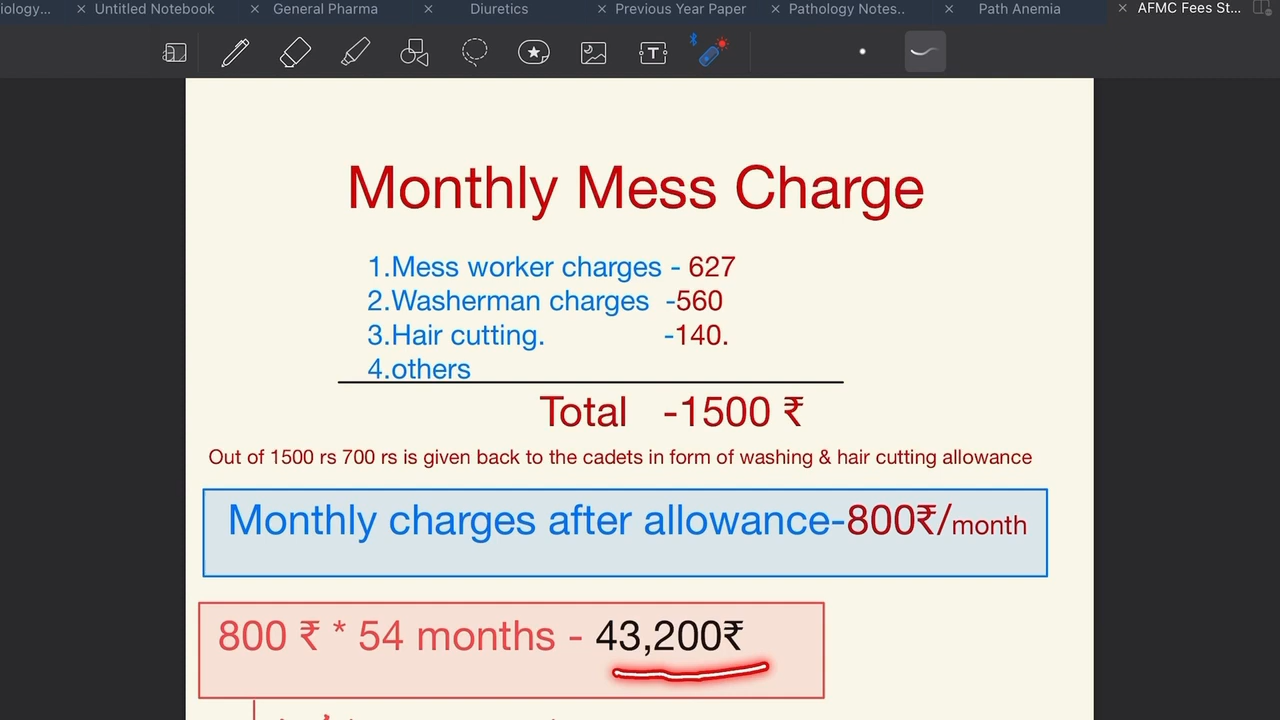 iology... × Untitled Notebook × General Pharma × Diuretics × Previous Year Paper × Pathology Notes.. × Path Anemia × AFMC Fees St...
T
Monthly Mess Charge
1.Mess worker charges - 627
2.Washerman charges -560
3.Hair cutting. -140.
4.others
Total -1500 ₹
Out of 1500 rs 700 rs is given back to the cadets in form of washing & hair cutting allowance
Monthly charges after allowance-800₹/month
800 ₹ * 54 months - 43,200₹